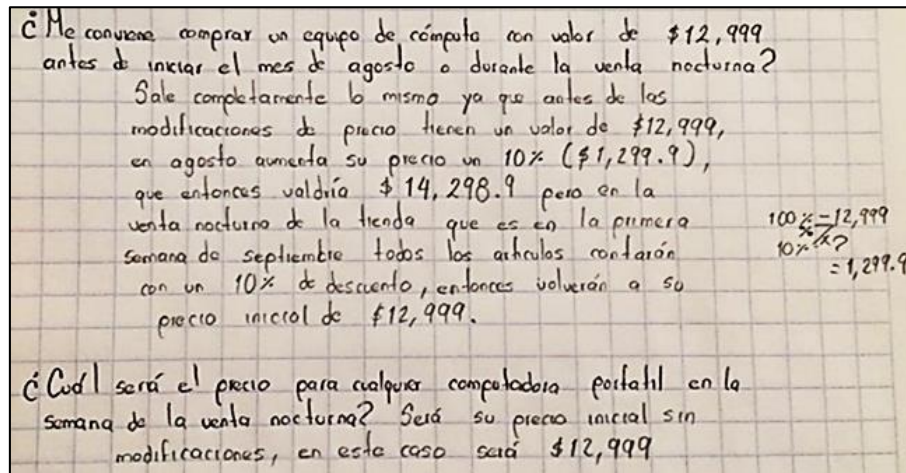 ¿Me conviene comprar un equipo de cómputo con valor de $12,999
antes de iniciar el mes de agosto o durante la venta nocturna?
Sale completamente lo mismo ya que antes de las
modificaciones de precio tienen un valor de $12,999,
en agosto aumenta su precio un 10% ($1,299.9),
que entonces valdría $14,298.9 pero en la
venta nocturna de la tienda que es en la primera
semana de septiembre todos los artículos contarán
con un 10% de descuento, entonces volverán a su
precio inicial de $12,999.
100% - 12,999
10% ?
= 1,299.9
¿Cuál será el precio para cualquier computadora portatil en la
semana de la venta nocturna? Será su precio inicial sin
modificaciones, en este caso será $12,999